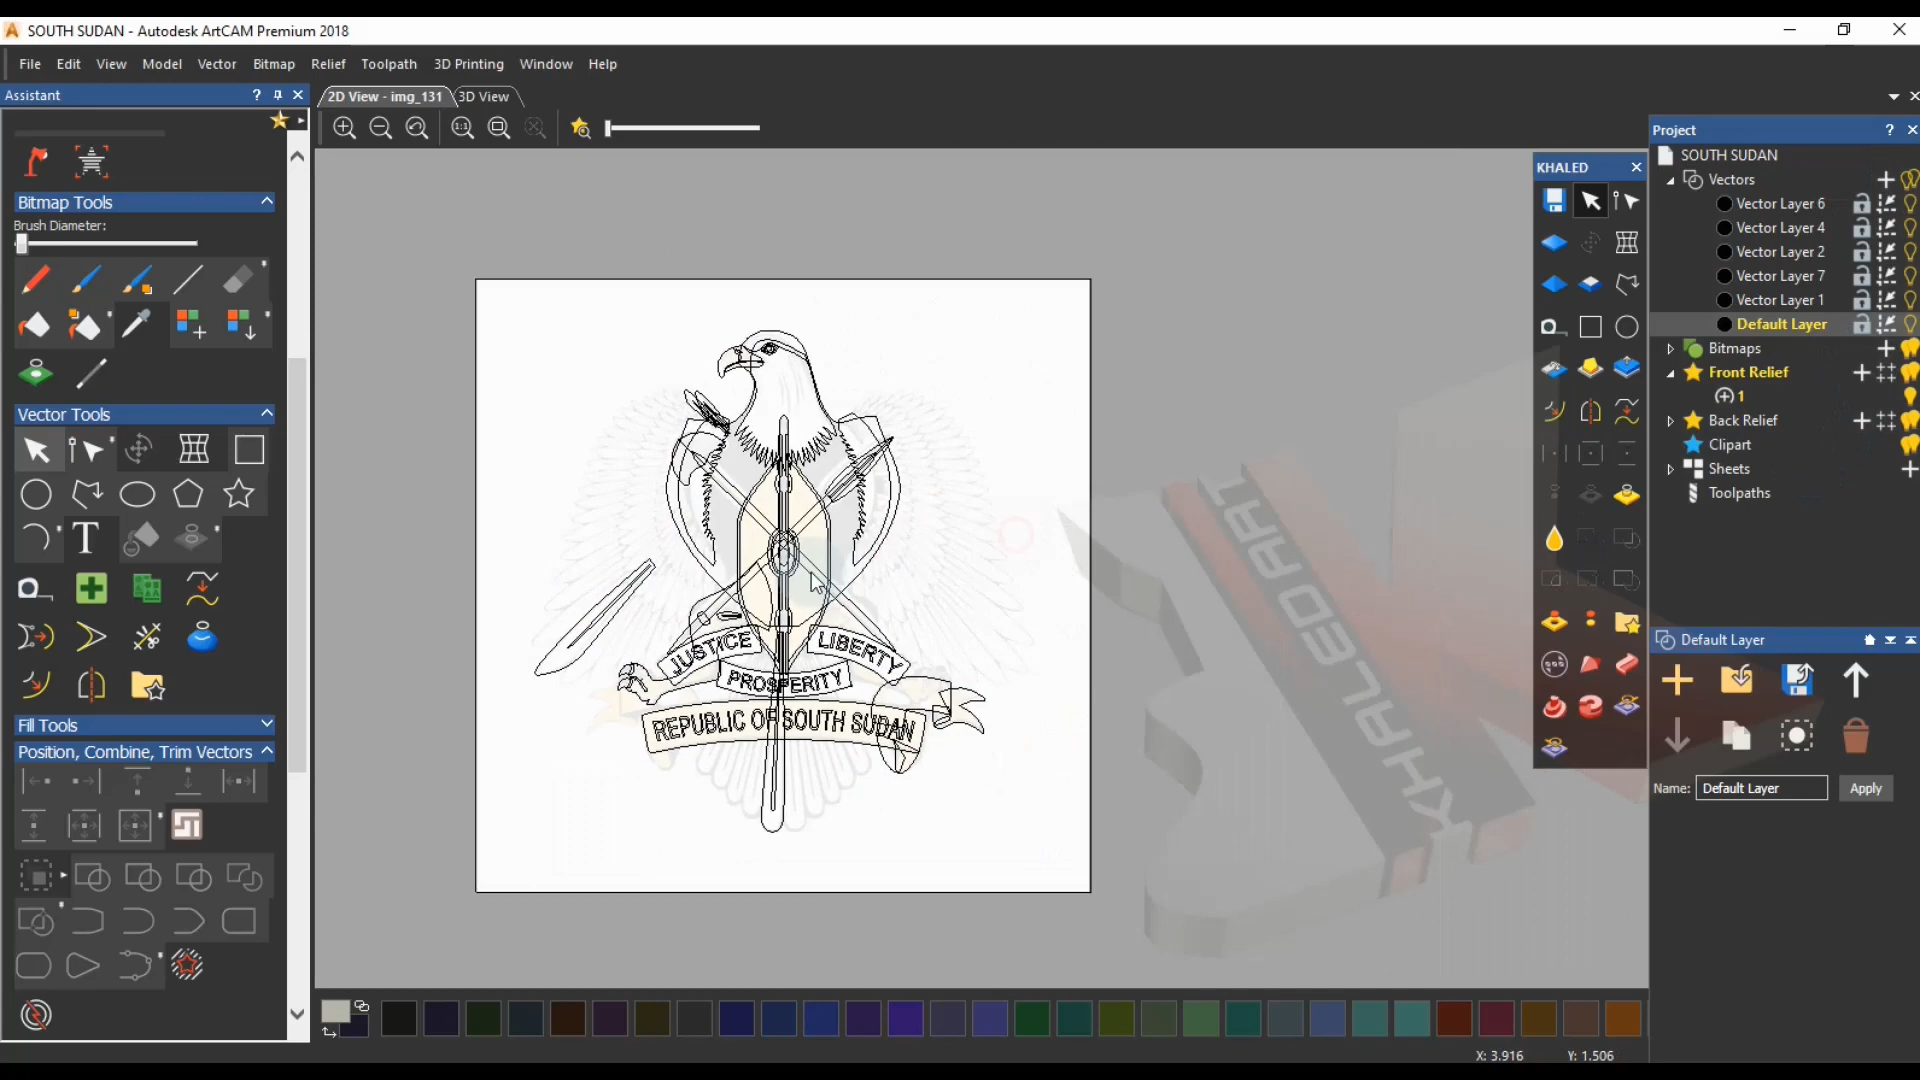 SOUTH SUDAN - Autodesk ArtCAM Premium 2018
File Edit View Model Vector Bitmap Relief Toolpath 3D Printing Window Help
Assistant ?
2D View - img_131 3D View
1:1
Bitmap Tools
Brush Diameter:
Vector Tools
T
Fill Tools
Position, Combine, Trim Vectors
JUSTICE LIBERTY
PROSPERITY
REPUBLIC OF SOUTH SUDAN
KHALEDART
KHALED
Project ?
SOUTH SUDAN
Vectors
Vector Layer 6
Vector Layer 4
Vector Layer 2
Vector Layer 7
Vector Layer 1
Default Layer
Bitmaps
Front Relief
1
Back Relief
Clipart
Sheets
Toolpaths
Default Layer
Name: Default Layer Apply
X: 3.916 Y: 1.506